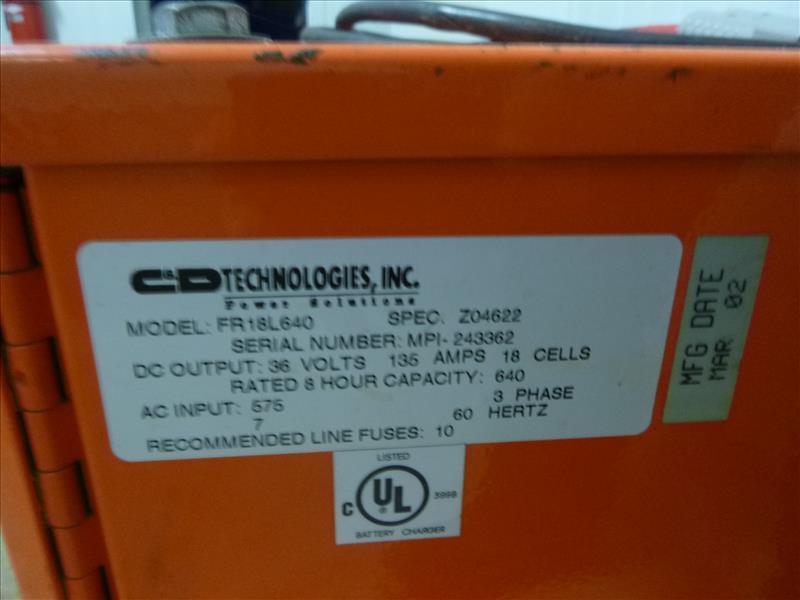 C&D TECHNOLOGIES, INC.
Power Solutions
MODEL: FR18L640 SPEC. Z04622
SERIAL NUMBER: MPI- 243362
DC OUTPUT: 36 VOLTS 135 AMPS 18 CELLS
RATED 8 HOUR CAPACITY: 640
AC INPUT: 575 3 PHASE
7 60 HERTZ
RECOMMENDED LINE FUSES: 10
MFG DATE
MAR 02
LISTED
C UL ® 399B
BATTERY CHARGER